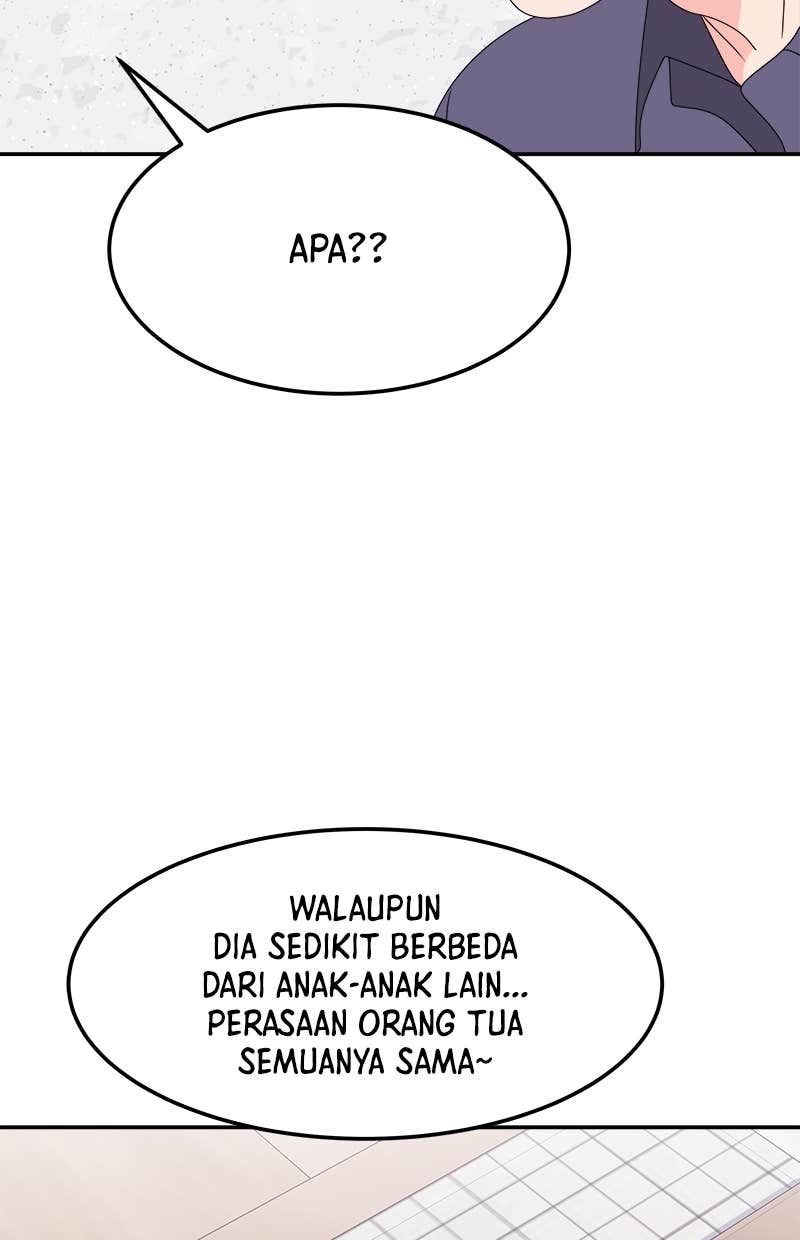 APA??
WALAUPUN
DIA SEDIKIT BERBEDA
DARI ANAK-ANAK LAIN...
PERASAAN ORANG TUA
SEMUANYA SAMA~